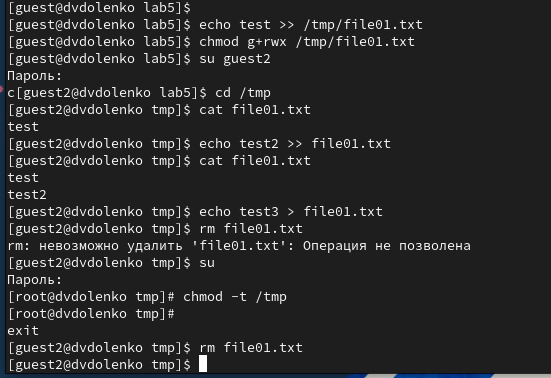 [guest@dvdolenko lab5]$
[guest@dvdolenko lab5]$ echo test >> /tmp/file01.txt
[guest@dvdolenko lab5]$ chmod g+rwx /tmp/file01.txt
[guest@dvdolenko lab5]$ su guest2
Пароль:
c[guest2@dvdolenko lab5]$ cd /tmp
[guest2@dvdolenko tmp]$ cat file01.txt
test
[guest2@dvdolenko tmp]$ echo test2 >> file01.txt
[guest2@dvdolenko tmp]$ cat file01.txt
test
test2
[guest2@dvdolenko tmp]$ echo test3 > file01.txt
[guest2@dvdolenko tmp]$ rm file01.txt
rm: невозможно удалить 'file01.txt': Операция не позволена
[guest2@dvdolenko tmp]$ su
Пароль:
[root@dvdolenko tmp]# chmod -t /tmp
[root@dvdolenko tmp]#
exit
[guest2@dvdolenko tmp]$ rm file01.txt
[guest2@dvdolenko tmp]$